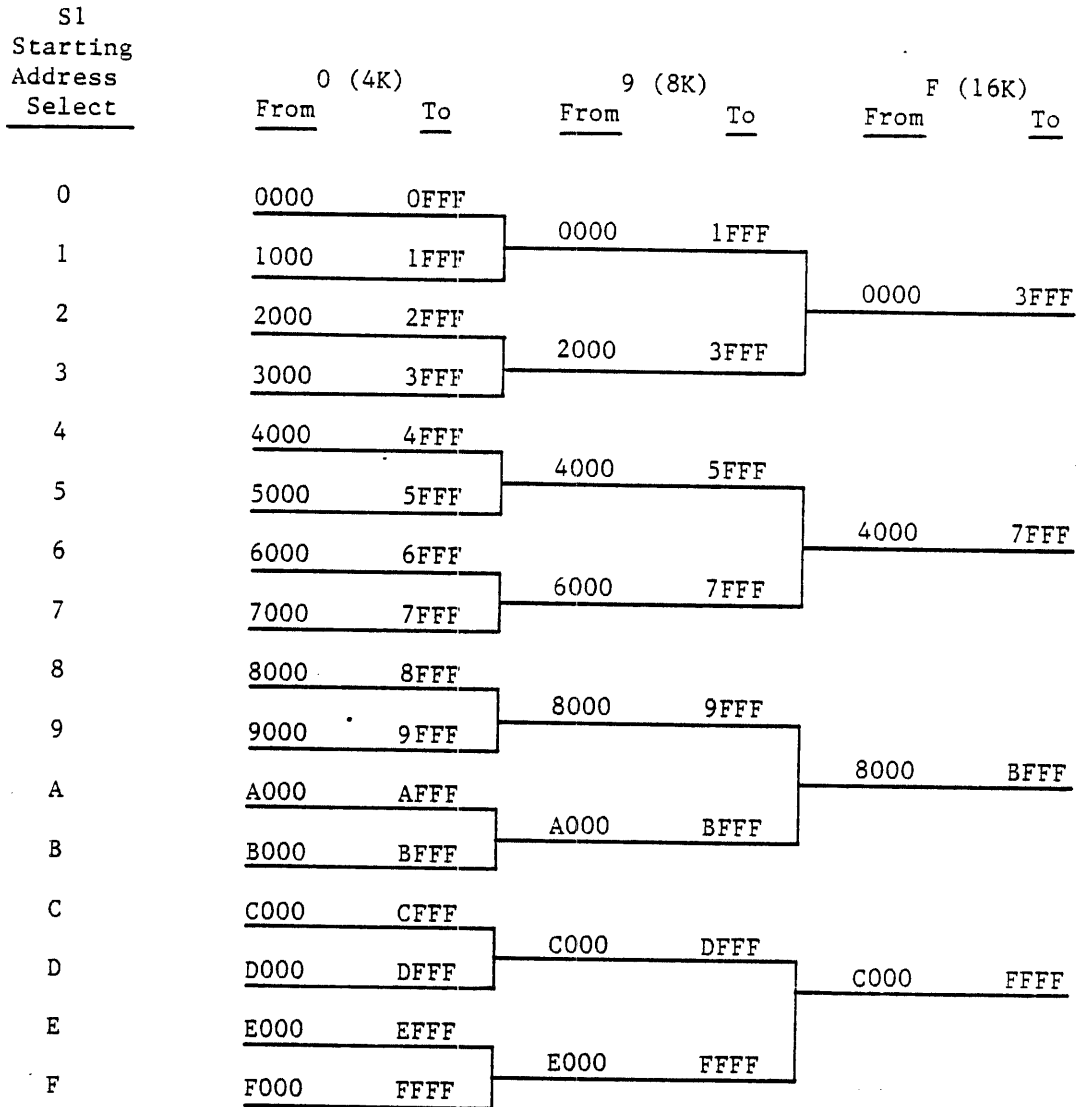 S1
Starting
Address
Select
0 (4K) 9 (8K) F (16K)
From To From To From To
0 0000 0FFF
0000 1FFF
1 1000 1FFF
0000 3FFF
2 2000 2FFF
2000 3FFF
3 3000 3FFF
4 4000 4FFF
4000 5FFF
5 5000 5FFF
4000 7FFF
6 6000 6FFF
6000 7FFF
7 7000 7FFF
8 8000 8FFF
8000 9FFF
9 9000 9FFF
8000 BFFF
A A000 AFFF
A000 BFFF
B B000 BFFF
C C000 CFFF
C000 DFFF
D D000 DFFF
C000 FFFF
E E000 EFFF
E000 FFFF
F F000 FFFF